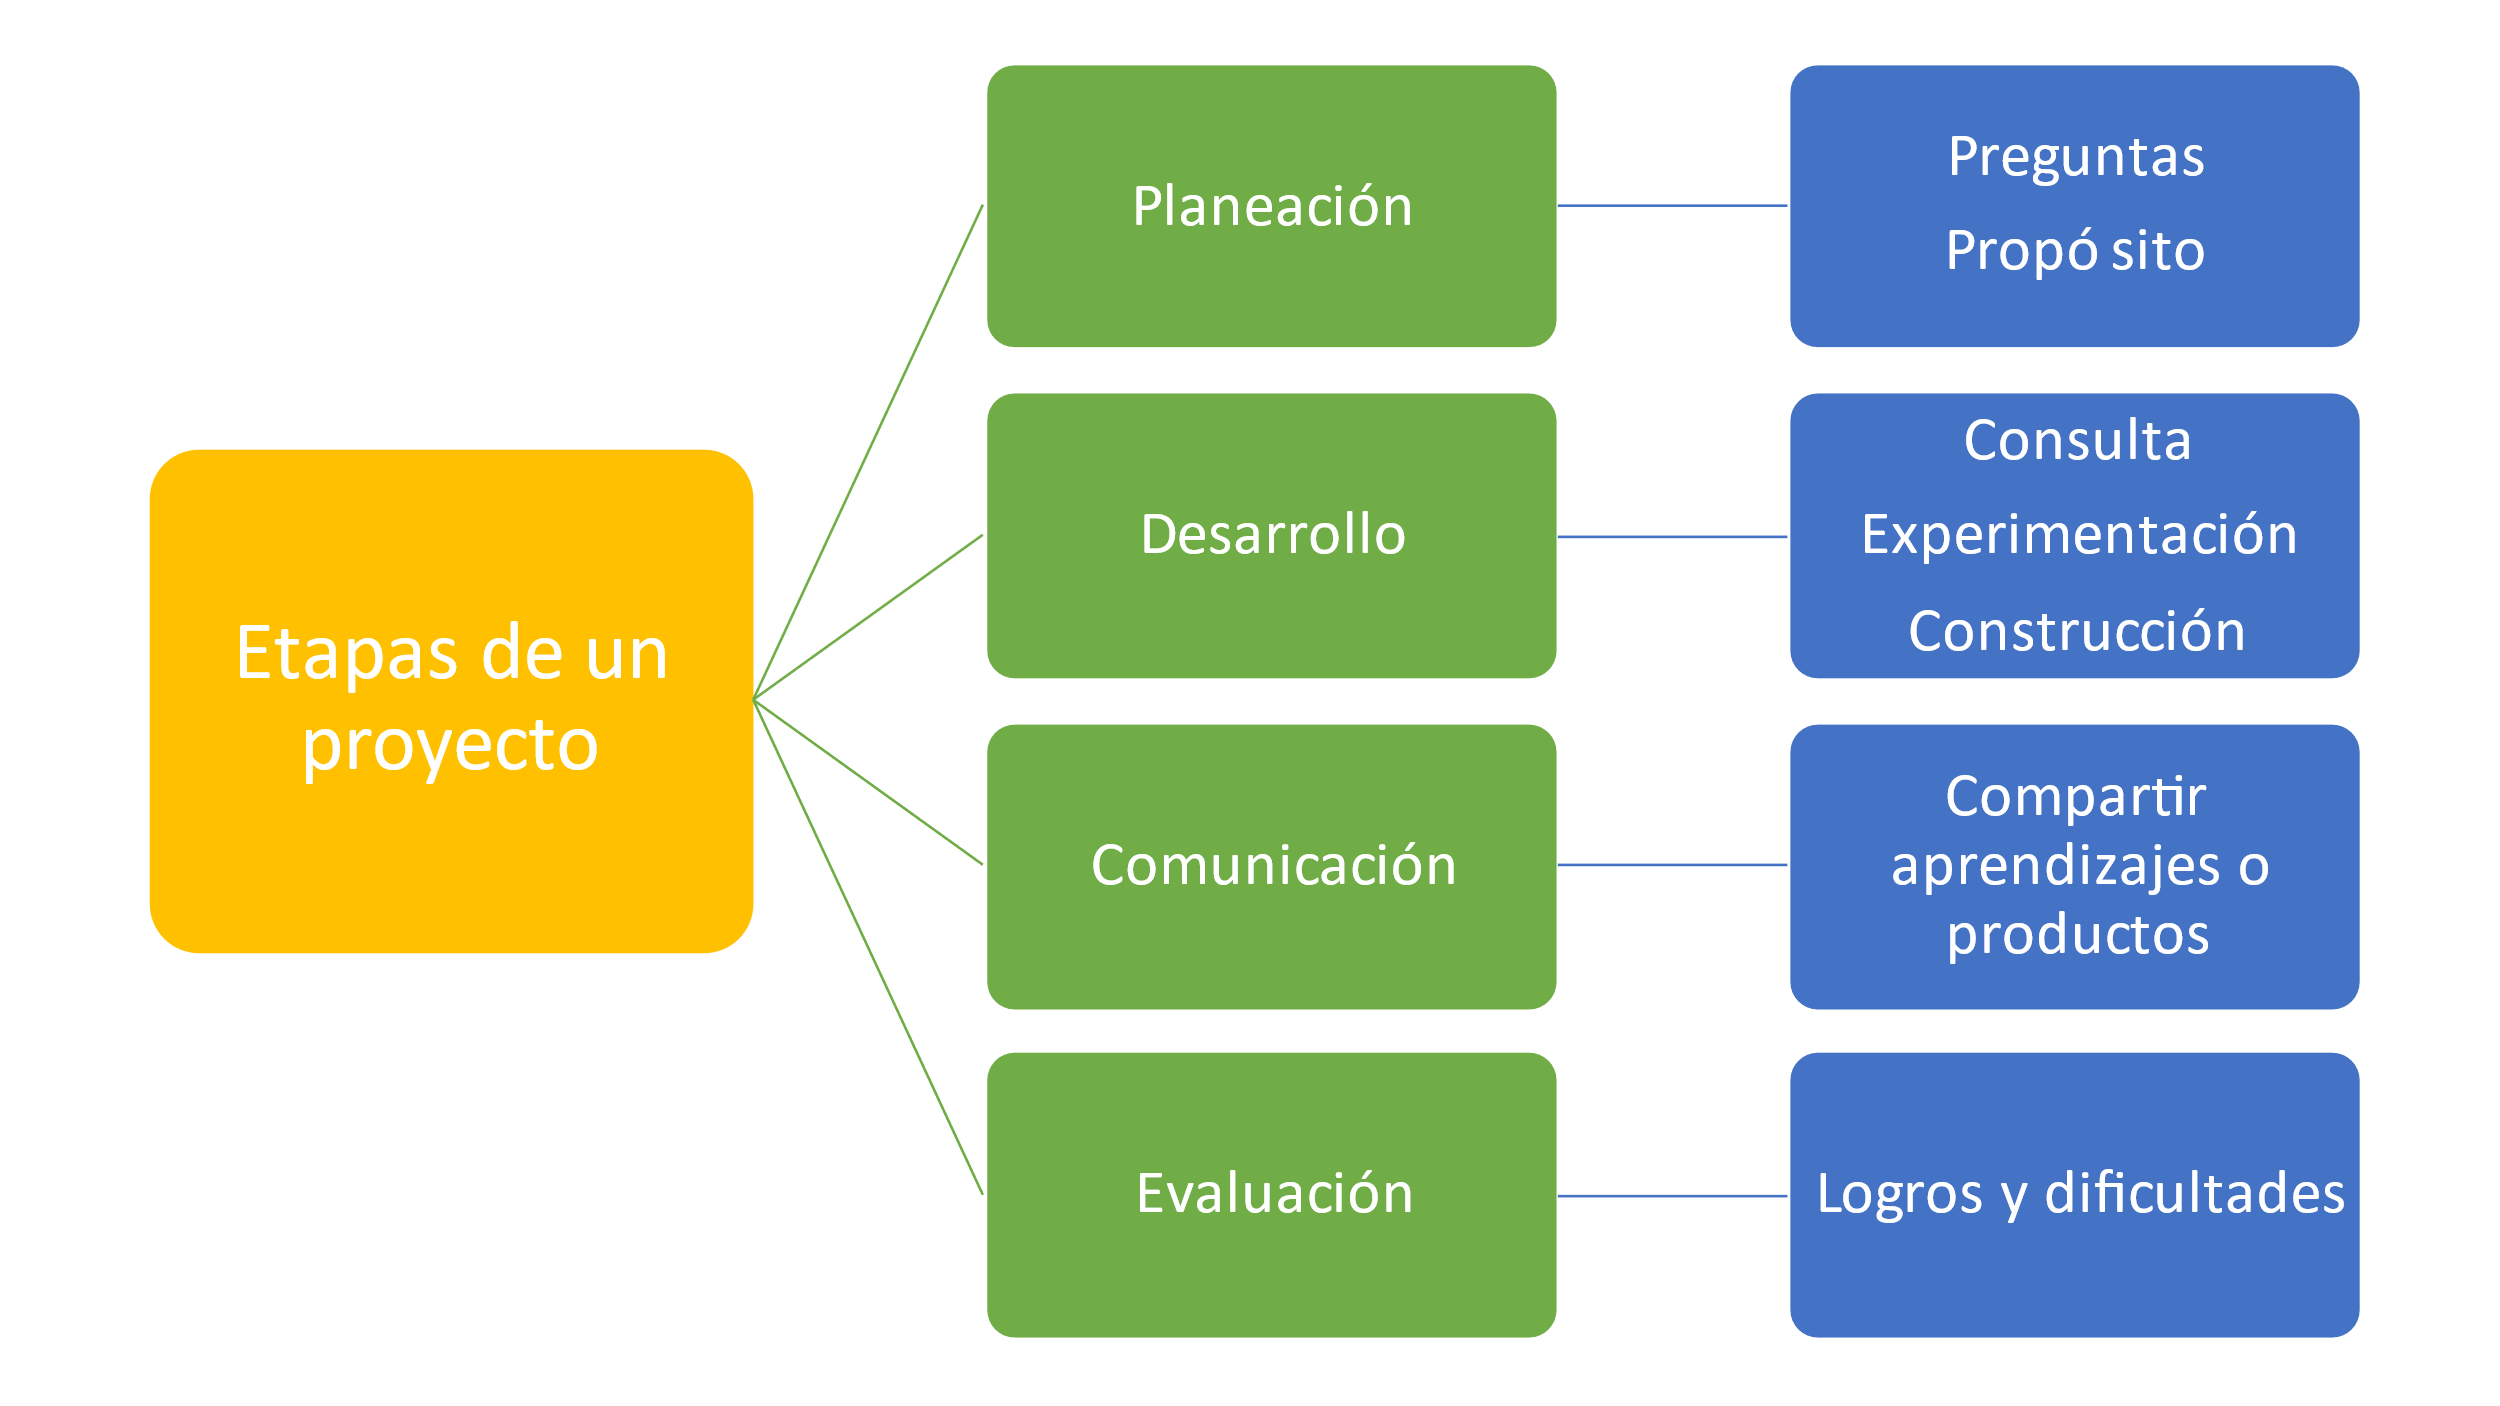 Etapas de un
proyecto
Planeación
Preguntas
Propó sito
Desarrollo
Consulta
Experimentación
Construcción
Comunicación
Compartir
aprendizajes o
productos
Evaluación
Logros y dificultades